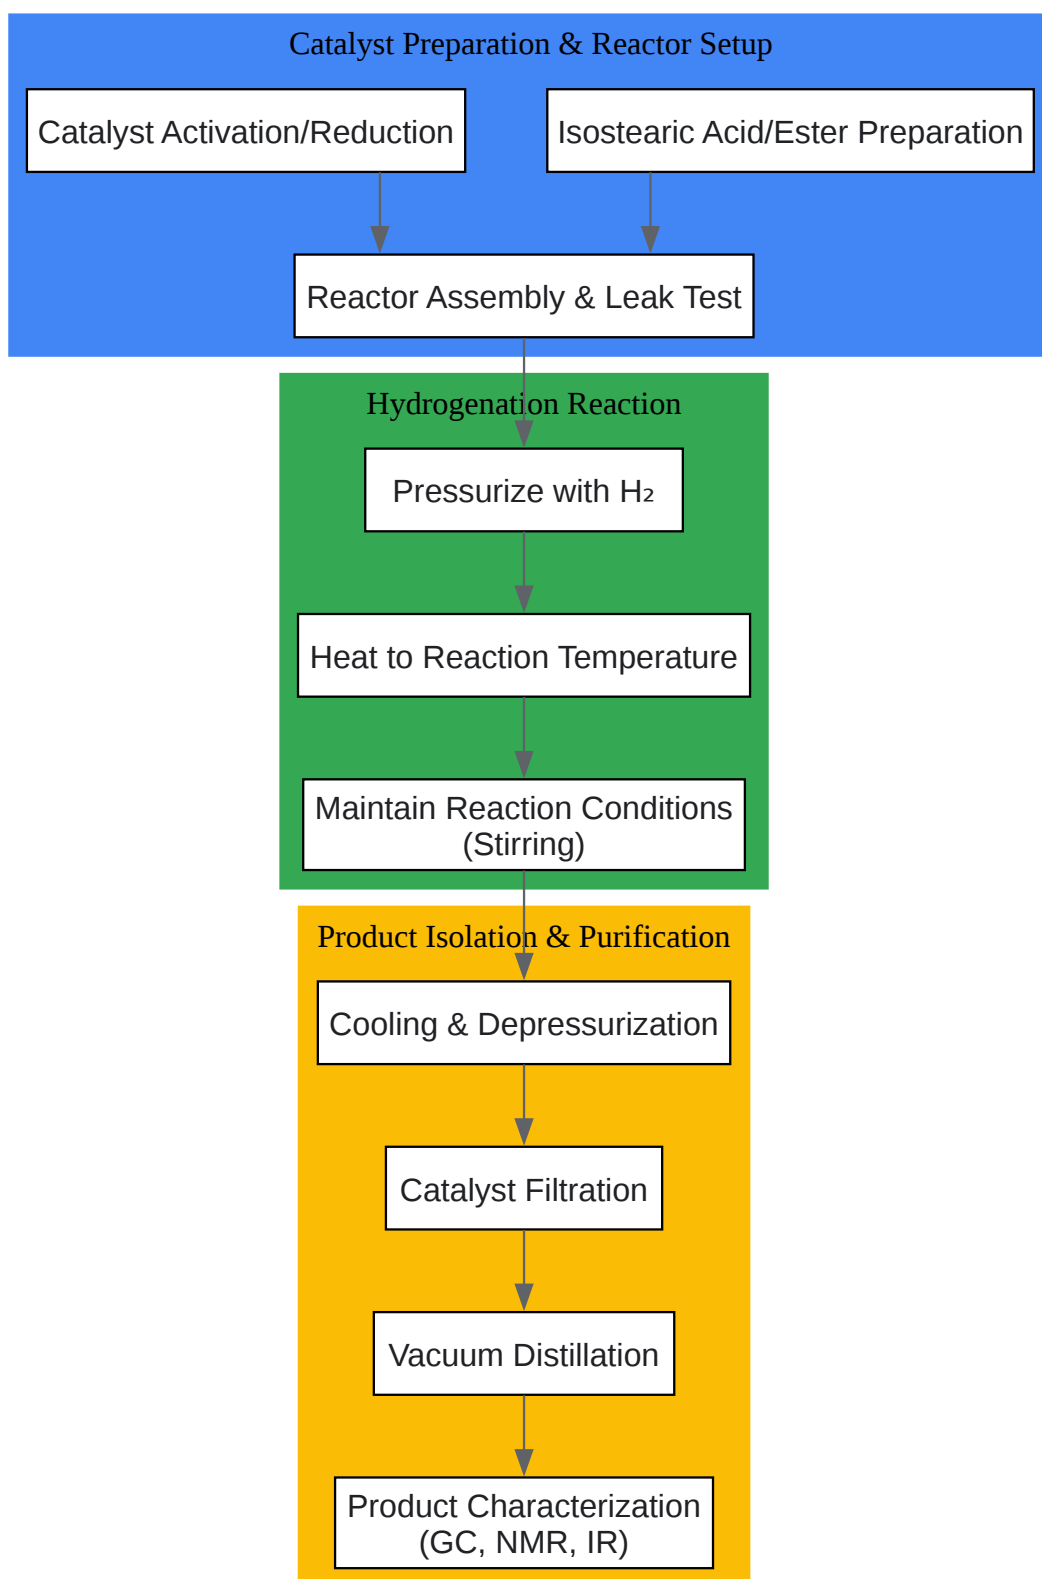 Catalyst Preparation & Reactor Setup
Catalyst Activation/Reduction
Isostearic Acid/Ester Preparation
Reactor Assembly & Leak Test
Hydrogenation Reaction
Pressurize with H₂
Heat to Reaction Temperature
Maintain Reaction Conditions
(Stirring)
Product Isolation & Purification
Cooling & Depressurization
Catalyst Filtration
Vacuum Distillation
Product Characterization
(GC, NMR, IR)